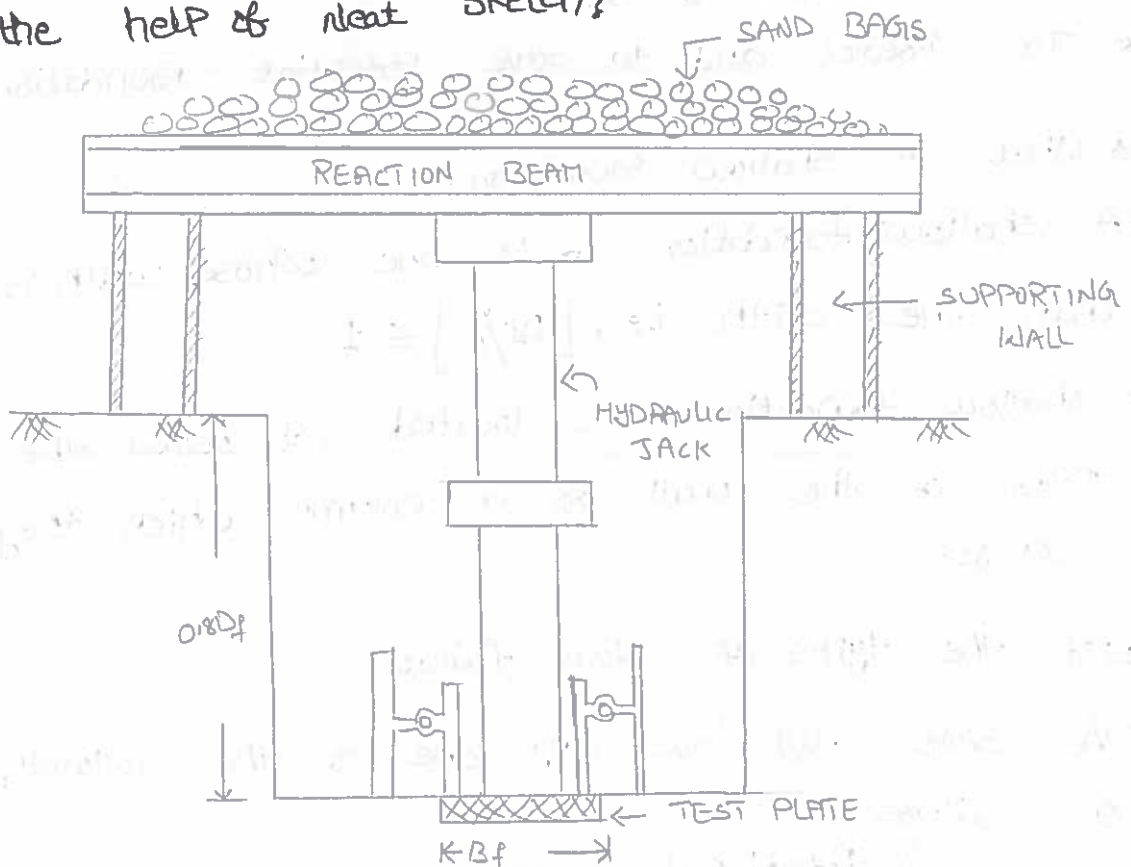 the help of neat sketch?
SAND BAGS
REACTION BEAM
SUPPORTING
WALL
HYDRAULIC
JACK
0.8Df
TEST PLATE
Bf